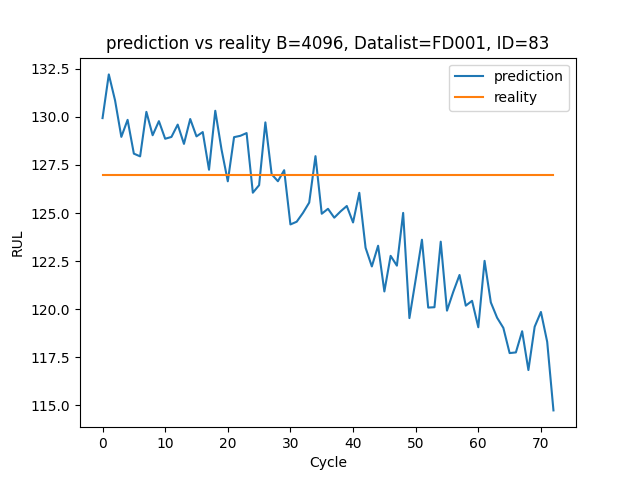 prediction vs reality B=4096, Datalist=FD001, ID=83
132.5
130.0
127.5
125.0
122.5
120.0
117.5
115.0
RUL
prediction
reality
0 10 20 30 40 50 60 70
Cycle